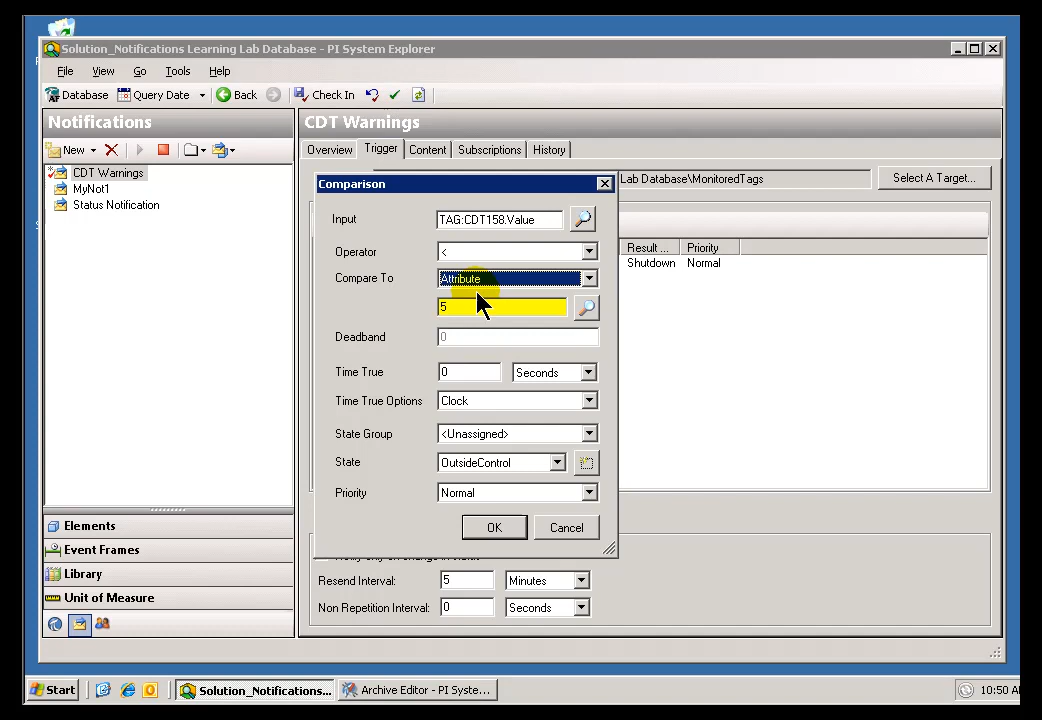 Solution_Notifications Learning Lab Database - PI System Explorer
File View Go Tools Help
Database Query Date Back Check In
Notifications
New
CDT Warnings
MyNot1
Status Notification
Elements
Event Frames
Library
Unit of Measure
CDT Warnings
Overview Trigger Content Subscriptions History
Lab Database\MonitoredTags Select A Target...
Result ... Priority
Shutdown Normal
Comparison
Input TAG:CDT158.Value
Operator <
Compare To Attribute
5
Deadband 0
Time True 0 Seconds
Time True Options Clock
State Group <Unassigned>
State OutsideControl
Priority Normal
OK Cancel
Resend Interval: 5 Minutes
Non Repetition Interval: 0 Seconds
Start Solution_Notifications... Archive Editor - PI Syste... 10:50